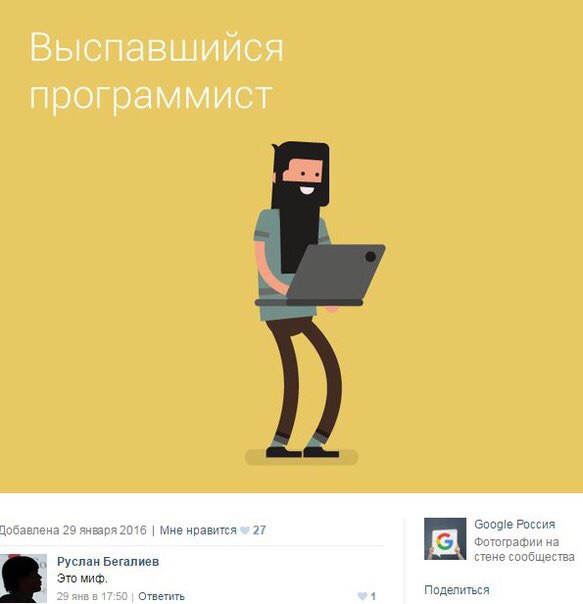 Выспавшийся
программист
Добавлена 29 января 2016 | Мне нравится 27
Руслан Бегалиев
Это миф.
29 янв в 17:50 | Ответить 1
Google Россия
Фотографии на
стене сообщества
Поделиться